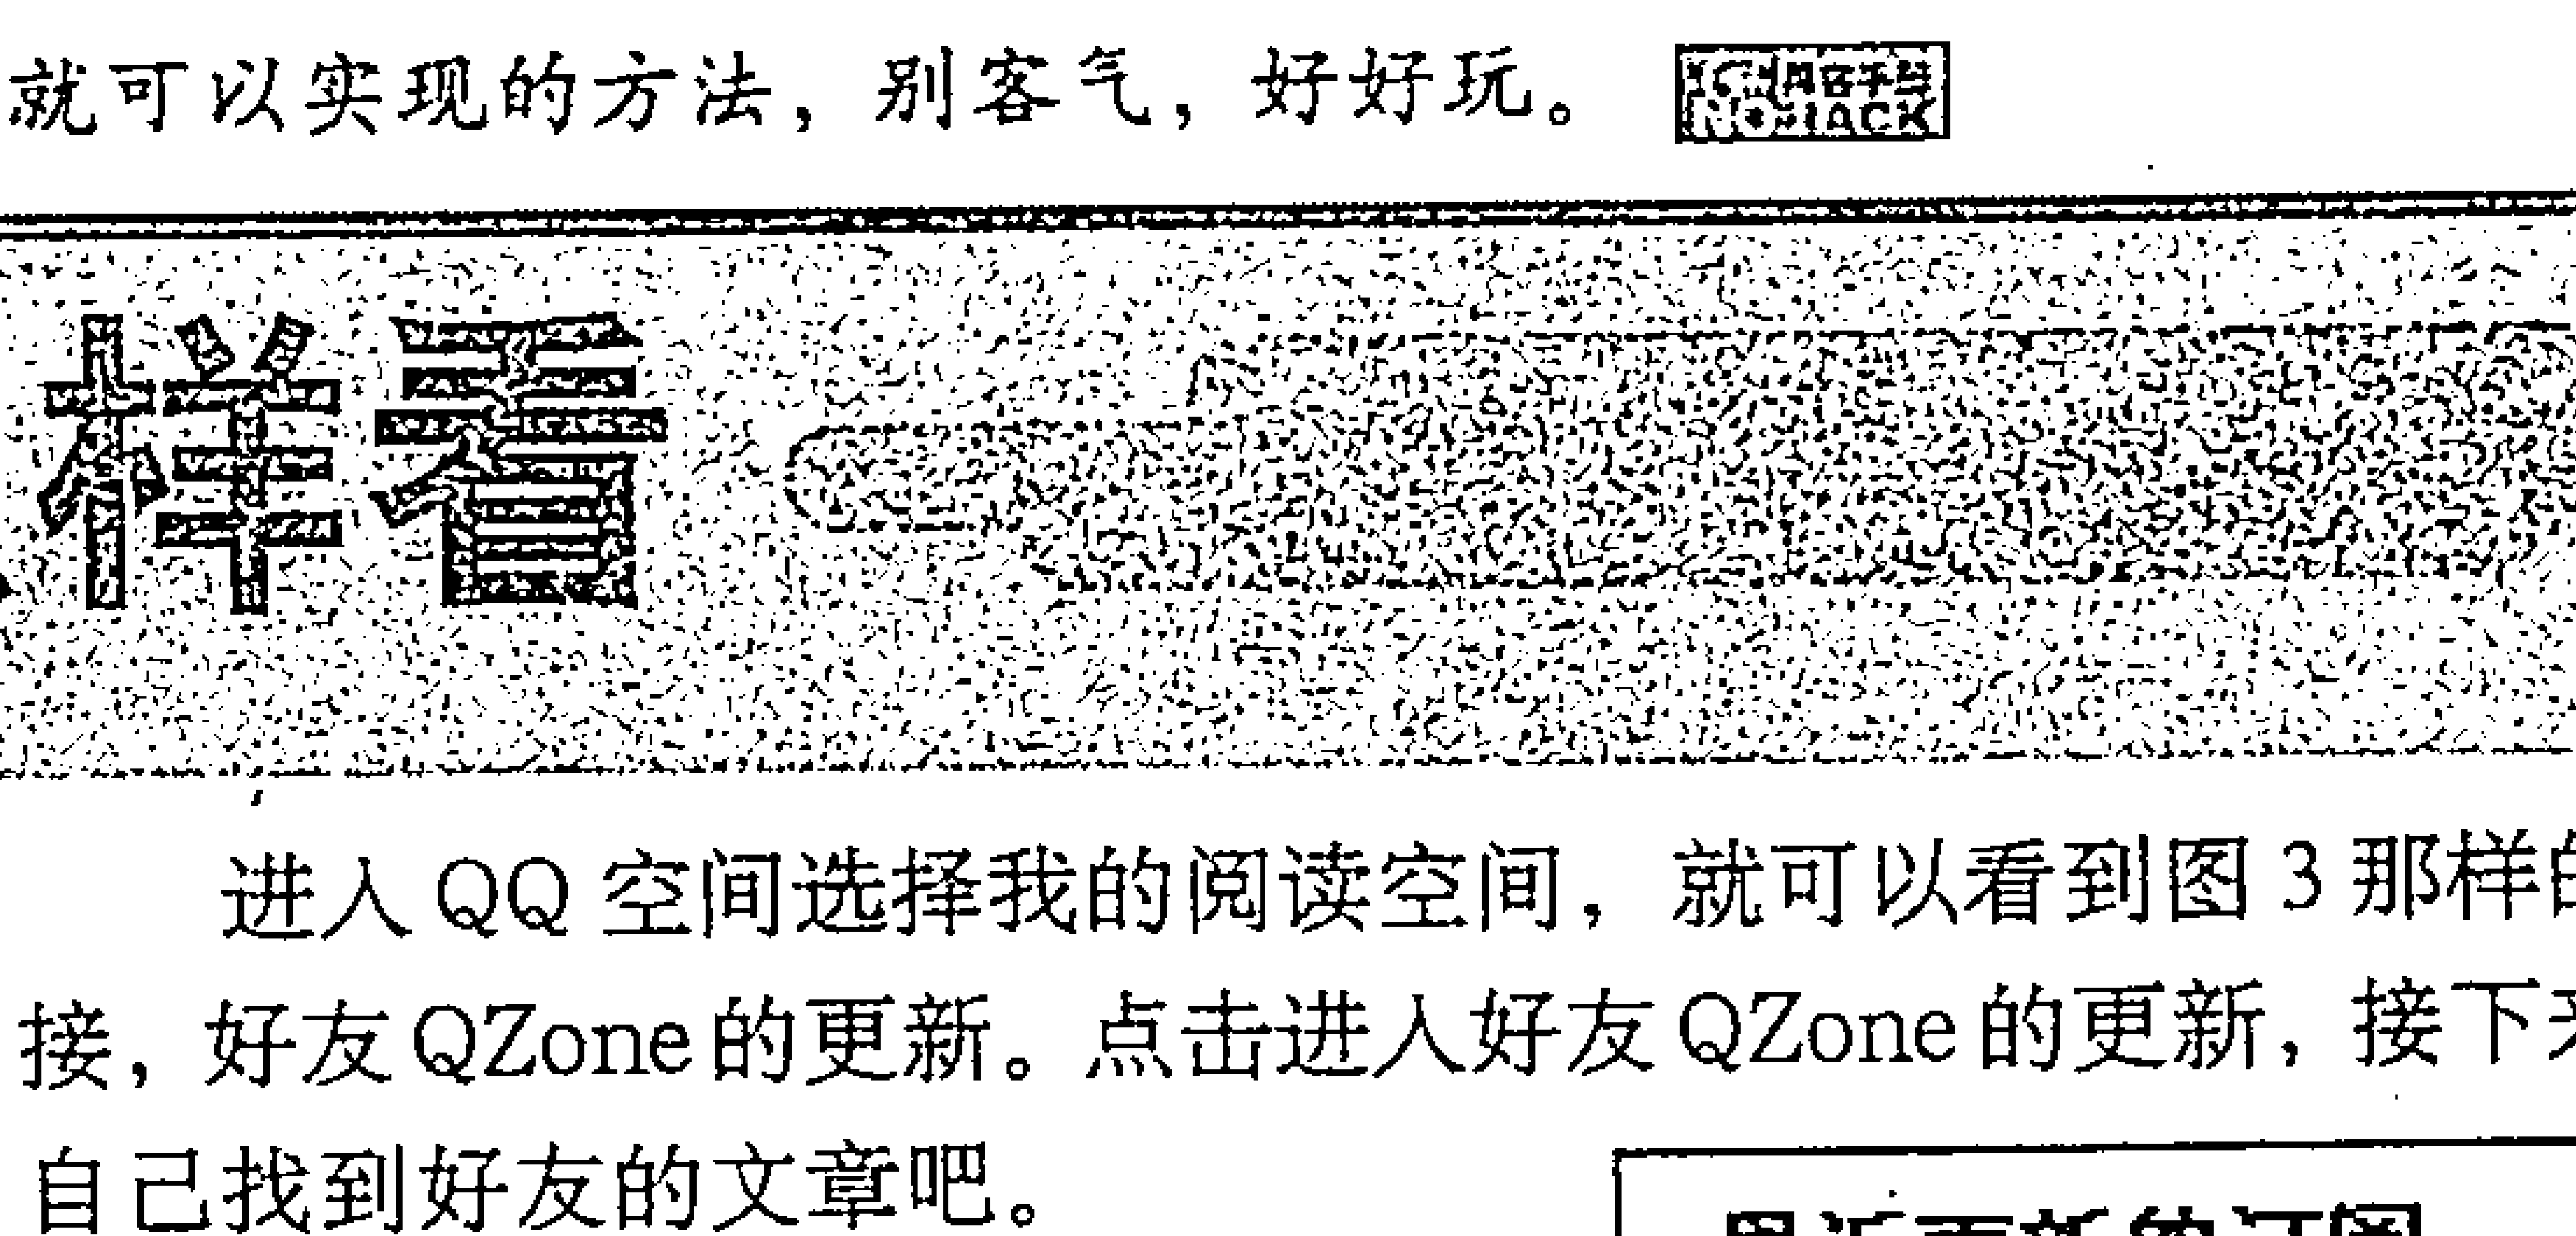 就可以实现的方法，别客气，好好玩。
样看
进入QQ空间选择我的阅读空间，就可以看到图3那样的
接，好友QZone的更新。点击进入好友QZone的更新，接下来
自己找到好友的文章吧。